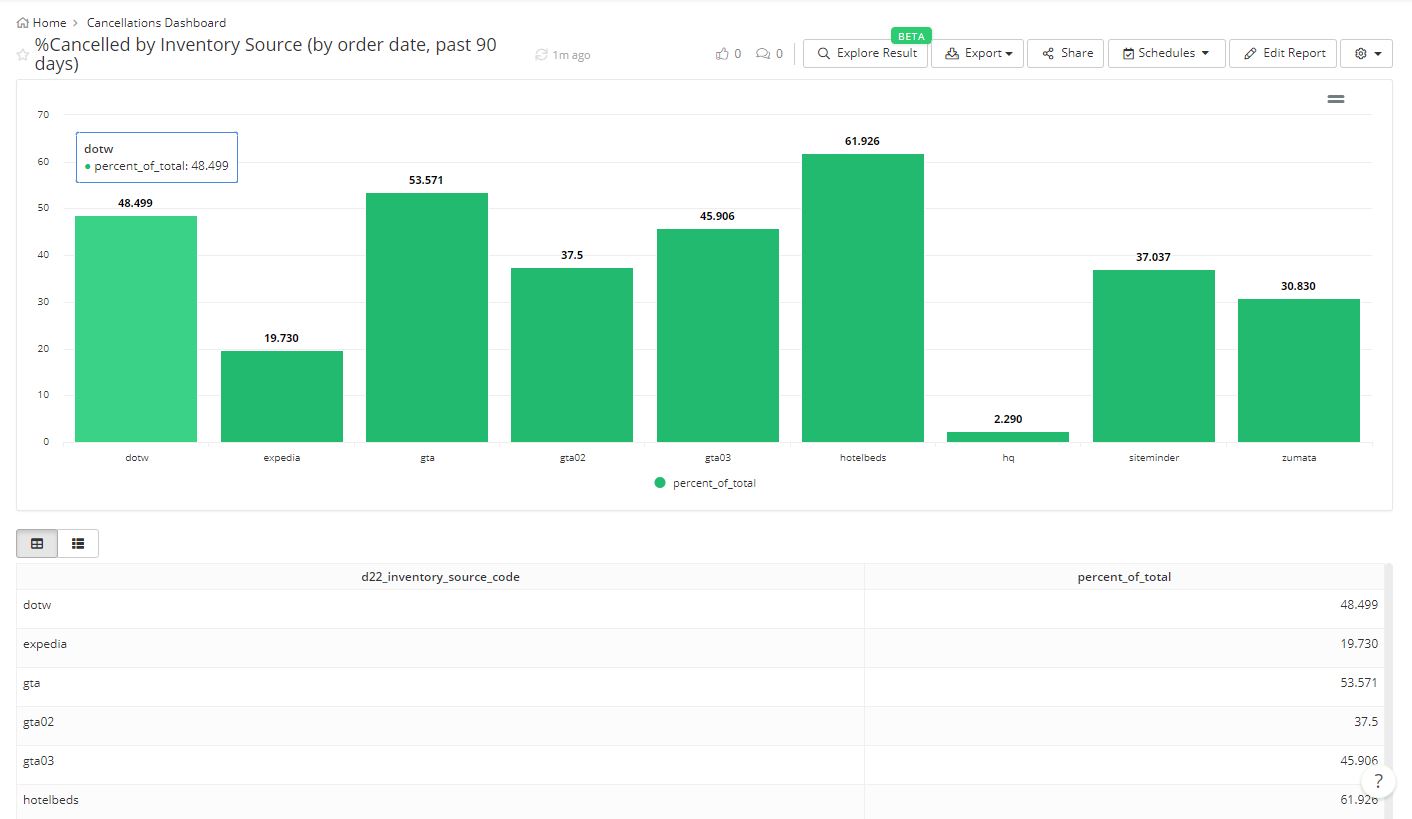 Home > Cancellations Dashboard
%Cancelled by Inventory Source (by order date, past 90
days)
1m ago
0 0
BETA
Explore Result Export Share Schedules Edit Report
70
60
50
40
30
20
10
0
dotw
percent_of_total: 48.499
48.499
19.730
53.571
37.5
45.906
61.926
2.290
37.037
30.830
dotw expedia gta gta02 gta03 hotelbeds hq siteminder zumata
percent_of_total
d22_inventory_source_code percent_of_total
dotw 48.499
expedia 19.730
gta 53.571
gta02 37.5
gta03 45.906
hotelbeds 61.926
?